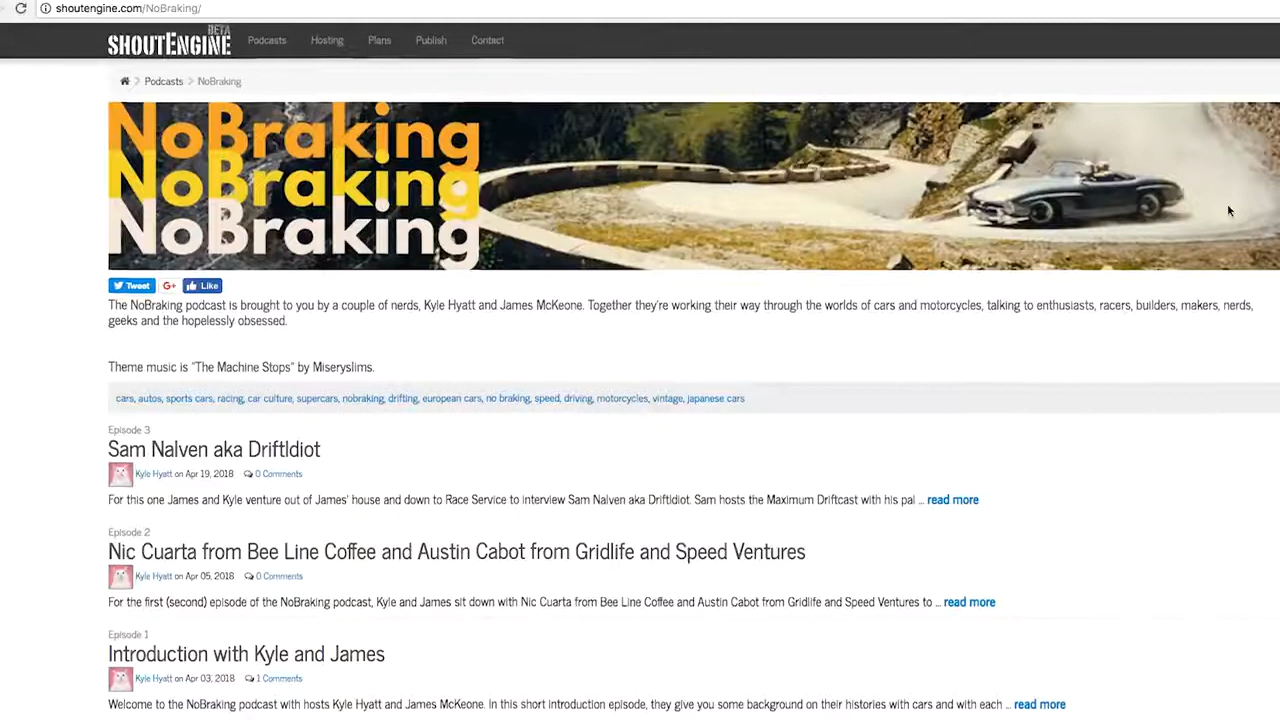 shoutengine.com/NoBraking/
BETA
SHOUTENGINE Podcasts Hosting Plans Publish Contact
Podcasts > NoBraking
NoBraking
NoBraking
NoBraking
Tweet G+ Like
The NoBraking podcast is brought to you by a couple of nerds, Kyle Hyatt and James McKeone. Together they're working their way through the worlds of cars and motorcycles, talking to enthusiasts, racers, builders, makers, nerds,
geeks and the hopelessly obsessed.
Theme music is "The Machine Stops" by Miseryslims.
cars, autos, sports cars, racing, car culture, supercars, nobraking, drifting, european cars, no braking, speed, driving, motorcycles, vintage, japanese cars
Episode 3
Sam Nalven aka DriftIdiot
Kyle Hyatt on Apr 19, 2018 0 Comments
For this one James and Kyle venture out of James' house and down to Race Service to interview Sam Nalven aka DriftIdiot. Sam hosts the Maximum Driftcast with his pal ... read more
Episode 2
Nic Cuarta from Bee Line Coffee and Austin Cabot from Gridlife and Speed Ventures
Kyle Hyatt on Apr 05, 2018 0 Comments
For the first (second) episode of the NoBraking podcast, Kyle and James sit down with Nic Cuarta from Bee Line Coffee and Austin Cabot from Gridlife and Speed Ventures to ... read more
Episode 1
Introduction with Kyle and James
Kyle Hyatt on Apr 03, 2018 1 Comments
Welcome to the NoBraking podcast with hosts Kyle Hyatt and James McKeone. In this short introduction episode, they give you some background on their histories with cars and with each ... read more